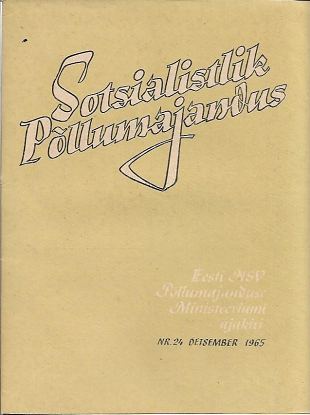 Sotsialistlik
Põllumajandus
Eesti NSV
Põllumajanduse
Ministeeriumi
ajakiri
NR. 24 DETSEMBER 1965